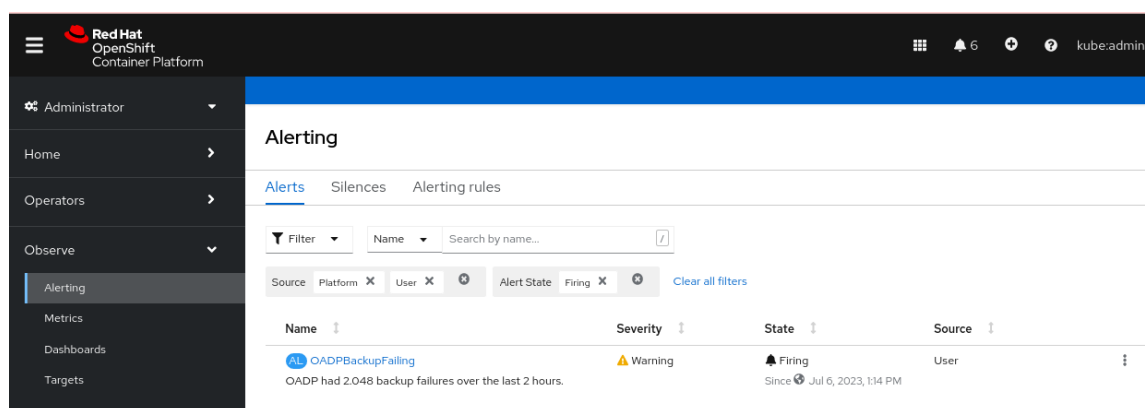 Red Hat
OpenShift
Container Platform
6
kube:admin
Administrator
Home
Operators
Observe
Alerting
Metrics
Dashboards
Targets
Alerting
Alerts Silences Alerting rules
Filter Name Search by name... /
Source Platform User Alert State Firing Clear all filters
Name Severity State Source
AL OADPBackupFailing Warning Firing User
OADP had 2.048 backup failures over the last 2 hours. Since Jul 6, 2023, 1:14 PM